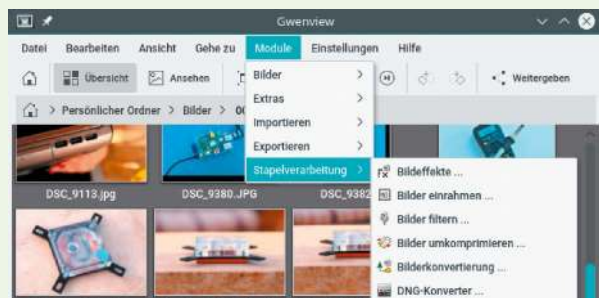 Gwenview
Datei Bearbeiten Ansicht Gehe zu Module Einstellungen Hilfe
Übersicht Ansehen Weitergeben
Persönlicher Ordner > Bilder >
Bilder >
Extras >
Importieren >
Exportieren >
Stapelverarbeitung >
DSC_9113.jpg DSC_9380.JPG DSC_9382
Bildeffekte ...
Bilder einrahmen ...
Bilder filtern ...
Bilder umkomprimieren ...
Bilderkonvertierung ...
DNG-Konverter ...